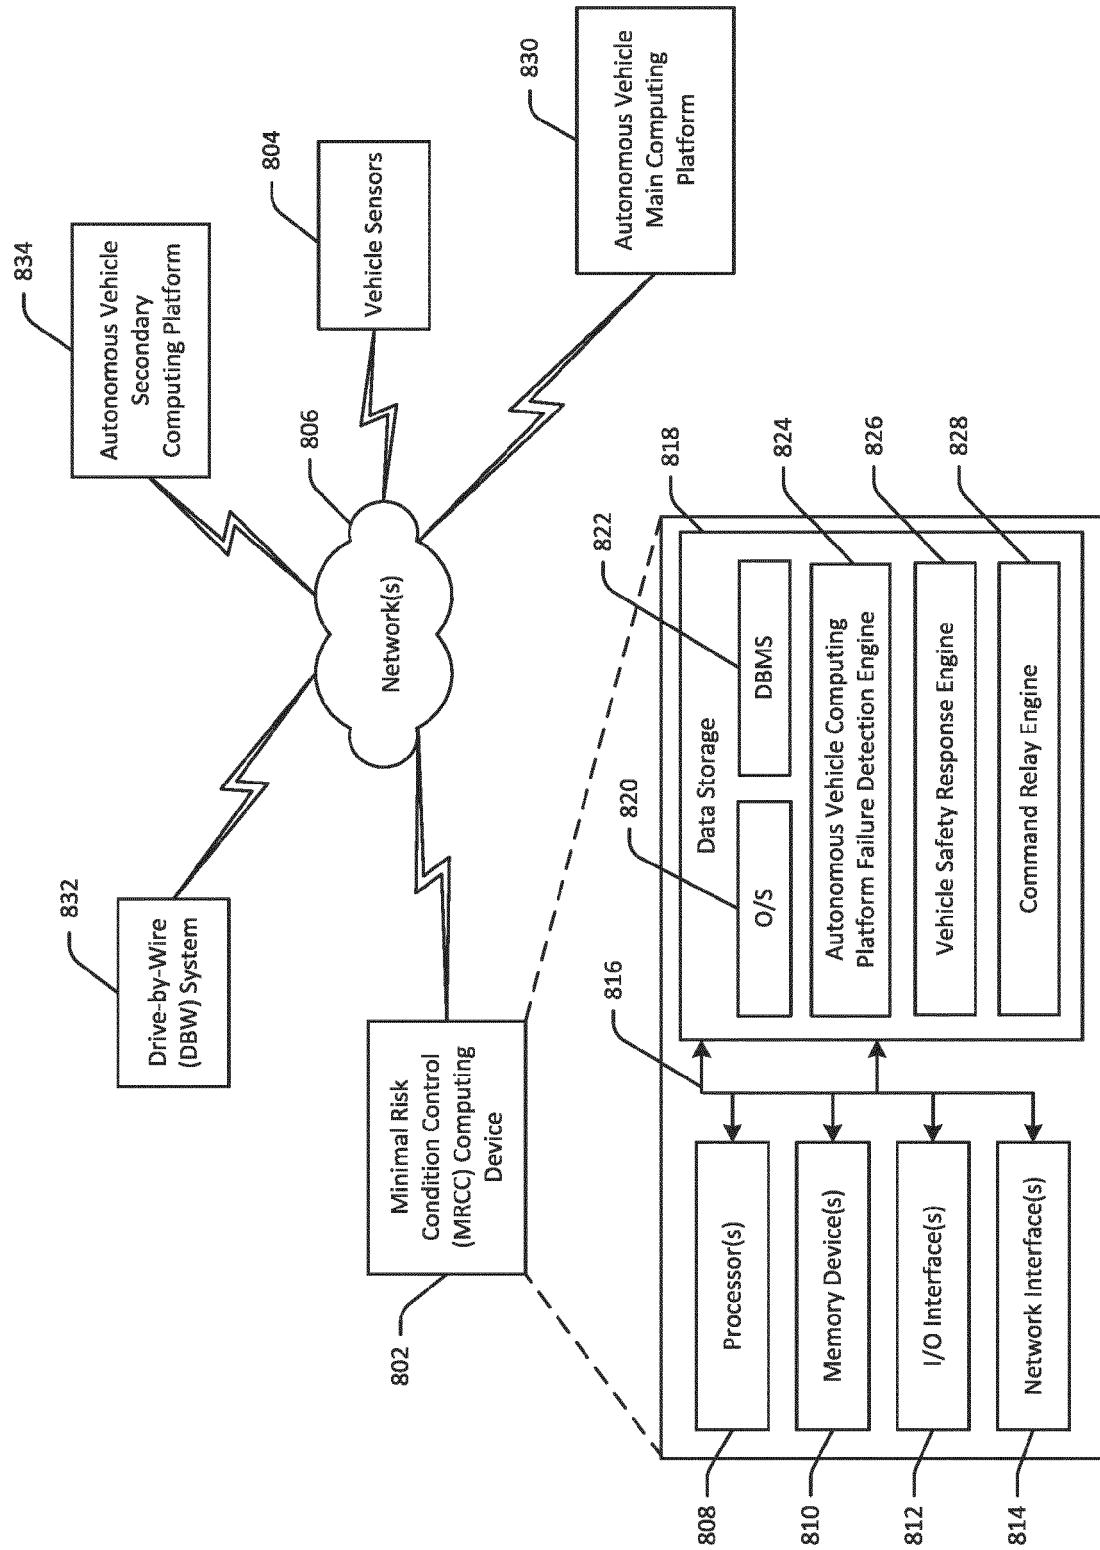 832
Drive-by-Wire
(DBW) System
834
Autonomous Vehicle
Secondary
Computing Platform
804
Vehicle Sensors
830
Autonomous Vehicle
Main Computing
Platform
806
Network(s)
802
Minimal Risk
Condition Control
(MRCC) Computing
Device
808
Processor(s)
810
Memory Device(s)
812
I/O Interface(s)
814
Network Interface(s)
816
818
Data Storage
820
O/S
822
DBMS
824
Autonomous Vehicle Computing
Platform Failure Detection Engine
826
Vehicle Safety Response Engine
828
Command Relay Engine